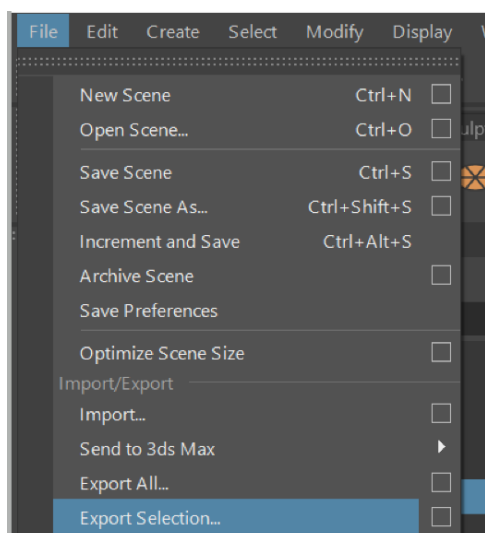 File Edit Create Select Modify Display
New Scene Ctrl+N
Open Scene... Ctrl+O
Save Scene Ctrl+S
Save Scene As... Ctrl+Shift+S
Increment and Save Ctrl+Alt+S
Archive Scene
Save Preferences
Optimize Scene Size
Import/Export
Import...
Send to 3ds Max
Export All...
Export Selection...